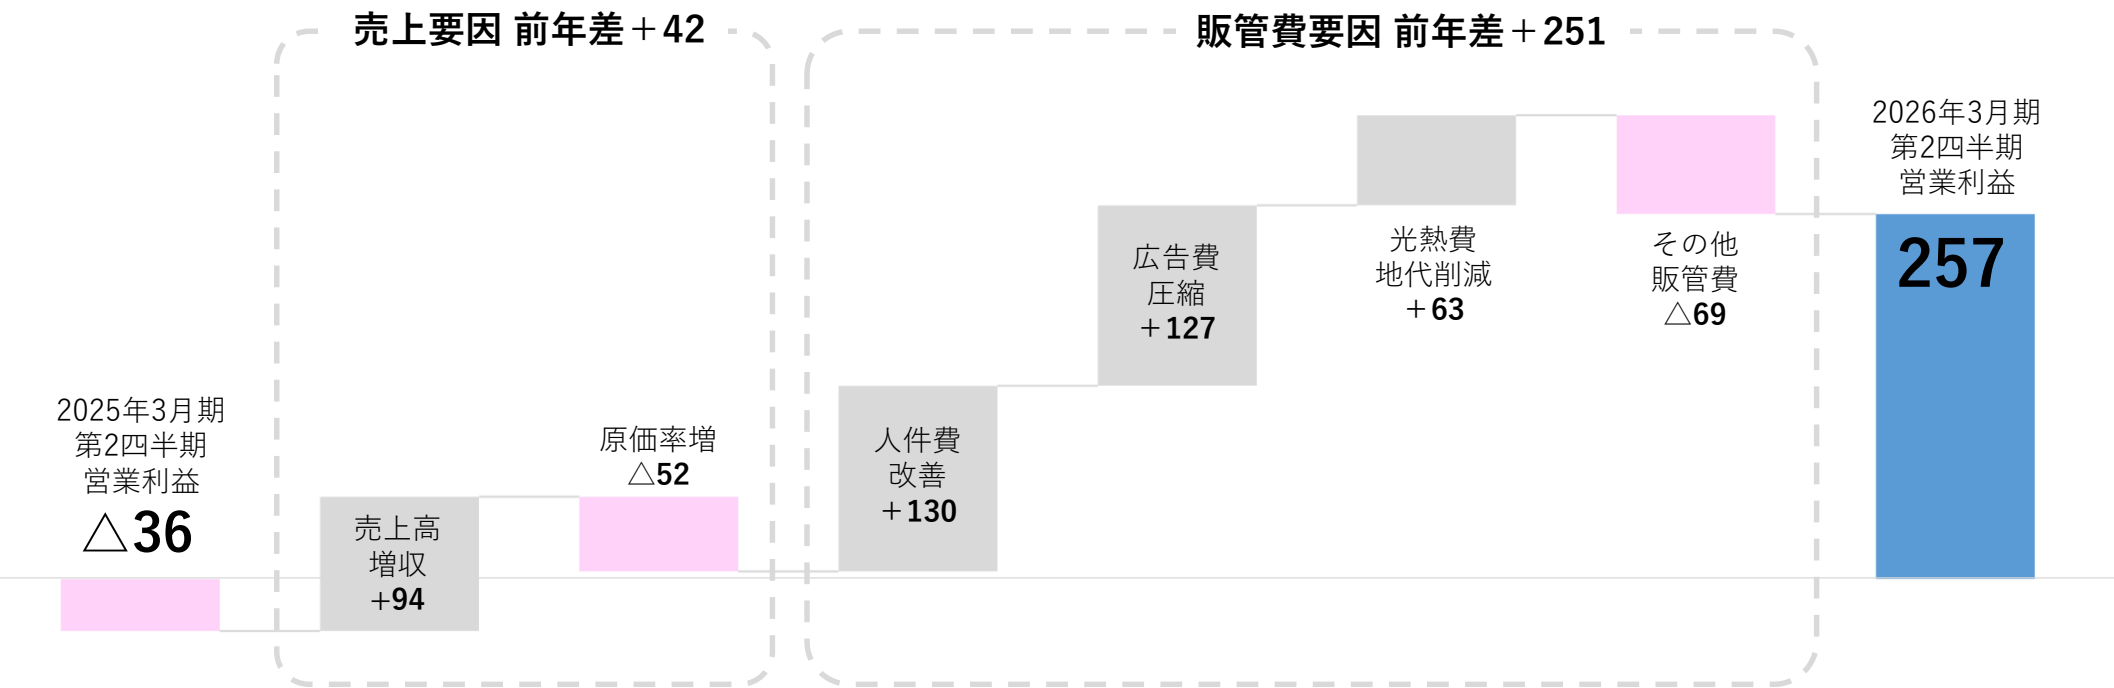 売上要因 前年差＋42
販管費要因 前年差＋251
2025年3月期
第2四半期
営業利益
△36
売上高
増収
+94
原価率増
△52
人件費
改善
＋130
広告費
圧縮
＋127
光熱費
地代削減
＋63
その他
販管費
△69
2026年3月期
第2四半期
営業利益
257